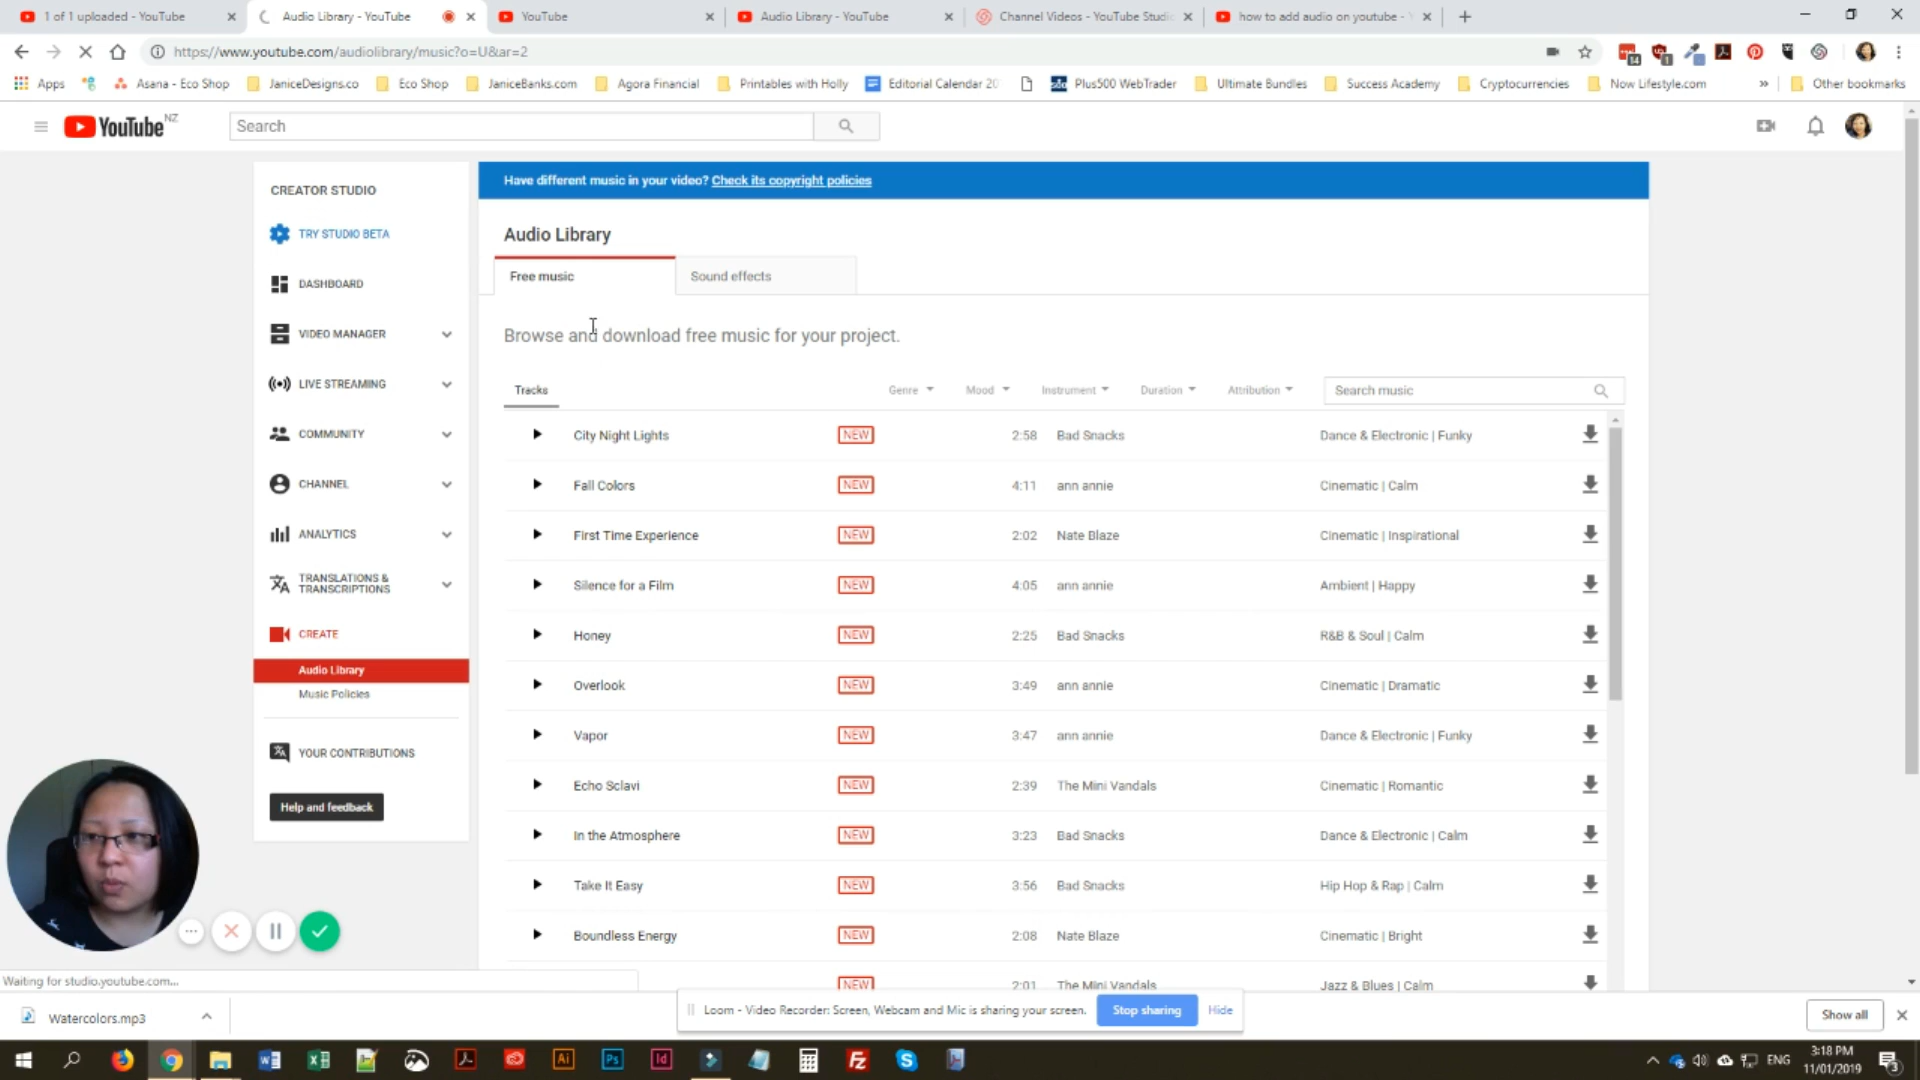 1 of 1 uploaded - YouTube
Audio Library - YouTube
YouTube
Audio Library - YouTube
Channel Videos - YouTube Studio
how to add audio on youtube -
https://www.youtube.com/audiolibrary/music?o=U&ar=2
14
1
Apps
Asana - Eco Shop
JaniceDesigns.co
Eco Shop
JaniceBanks.com
Agora Financial
Printables with Holly
Editorial Calendar 20
Plus500 WebTrader
Ultimate Bundles
Success Academy
Cryptocurrencies
Now Lifestyle.com
»
Other bookmarks
YouTube NZ
Search
CREATOR STUDIO
TRY STUDIO BETA
DASHBOARD
VIDEO MANAGER
LIVE STREAMING
COMMUNITY
CHANNEL
ANALYTICS
TRANSLATIONS &
TRANSCRIPTIONS
CREATE
Audio Library
Music Policies
YOUR CONTRIBUTIONS
Help and feedback
Have different music in your video? Check its copyright policies
Audio Library
Free music
Sound effects
Browse and download free music for your project.
Tracks Genre Mood Instrument Duration Attribution Search music
City Night Lights NEW 2:58 Bad Snacks Dance & Electronic | Funky
Fall Colors NEW 4:11 ann annie Cinematic | Calm
First Time Experience NEW 2:02 Nate Blaze Cinematic | Inspirational
Silence for a Film NEW 4:05 ann annie Ambient | Happy
Honey NEW 2:25 Bad Snacks R&B & Soul | Calm
Overlook NEW 3:49 ann annie Cinematic | Dramatic
Vapor NEW 3:47 ann annie Dance & Electronic | Funky
Echo Sclavi NEW 2:39 The Mini Vandals Cinematic | Romantic
In the Atmosphere NEW 3:23 Bad Snacks Dance & Electronic | Calm
Take It Easy NEW 3:56 Bad Snacks Hip Hop & Rap | Calm
Boundless Energy NEW 2:08 Nate Blaze Cinematic | Bright
NEW 2:01 The Mini Vandals Jazz & Blues | Calm
Waiting for studio.youtube.com...
Watercolors.mp3
Loom - Video Recorder: Screen, Webcam and Mic is sharing your screen.
Stop sharing
Hide
Show all
Ai
Ps
Id
Fz
ENG
3:18 PM
11/01/2019
3